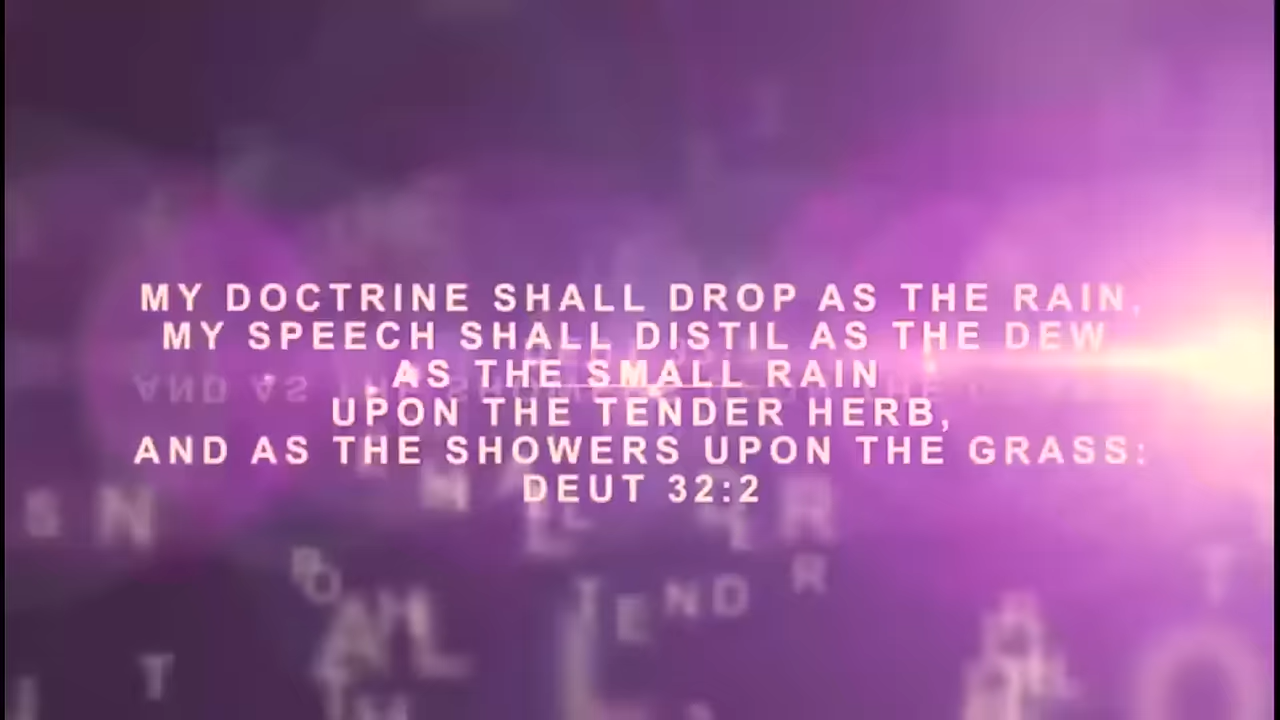 MY DOCTRINE SHALL DROP AS THE RAIN,
MY SPEECH SHALL DISTIL AS THE DEW
AS THE SMALL RAIN
UPON THE TENDER HERB,
AND AS THE SHOWERS UPON THE GRASS:
DEUT 32:2